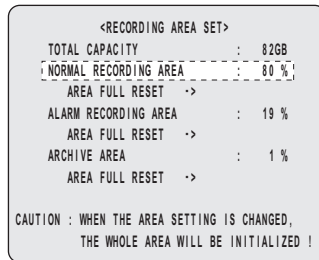 <RECORDING AREA SET>
TOTAL CAPACITY : 82GB
NORMAL RECORDING AREA : 80 %
AREA FULL RESET ->
ALARM RECORDING AREA : 19 %
AREA FULL RESET ->
ARCHIVE AREA : 1 %
AREA FULL RESET ->
CAUTION : WHEN THE AREA SETTING IS CHANGED,
THE WHOLE AREA WILL BE INITIALIZED !